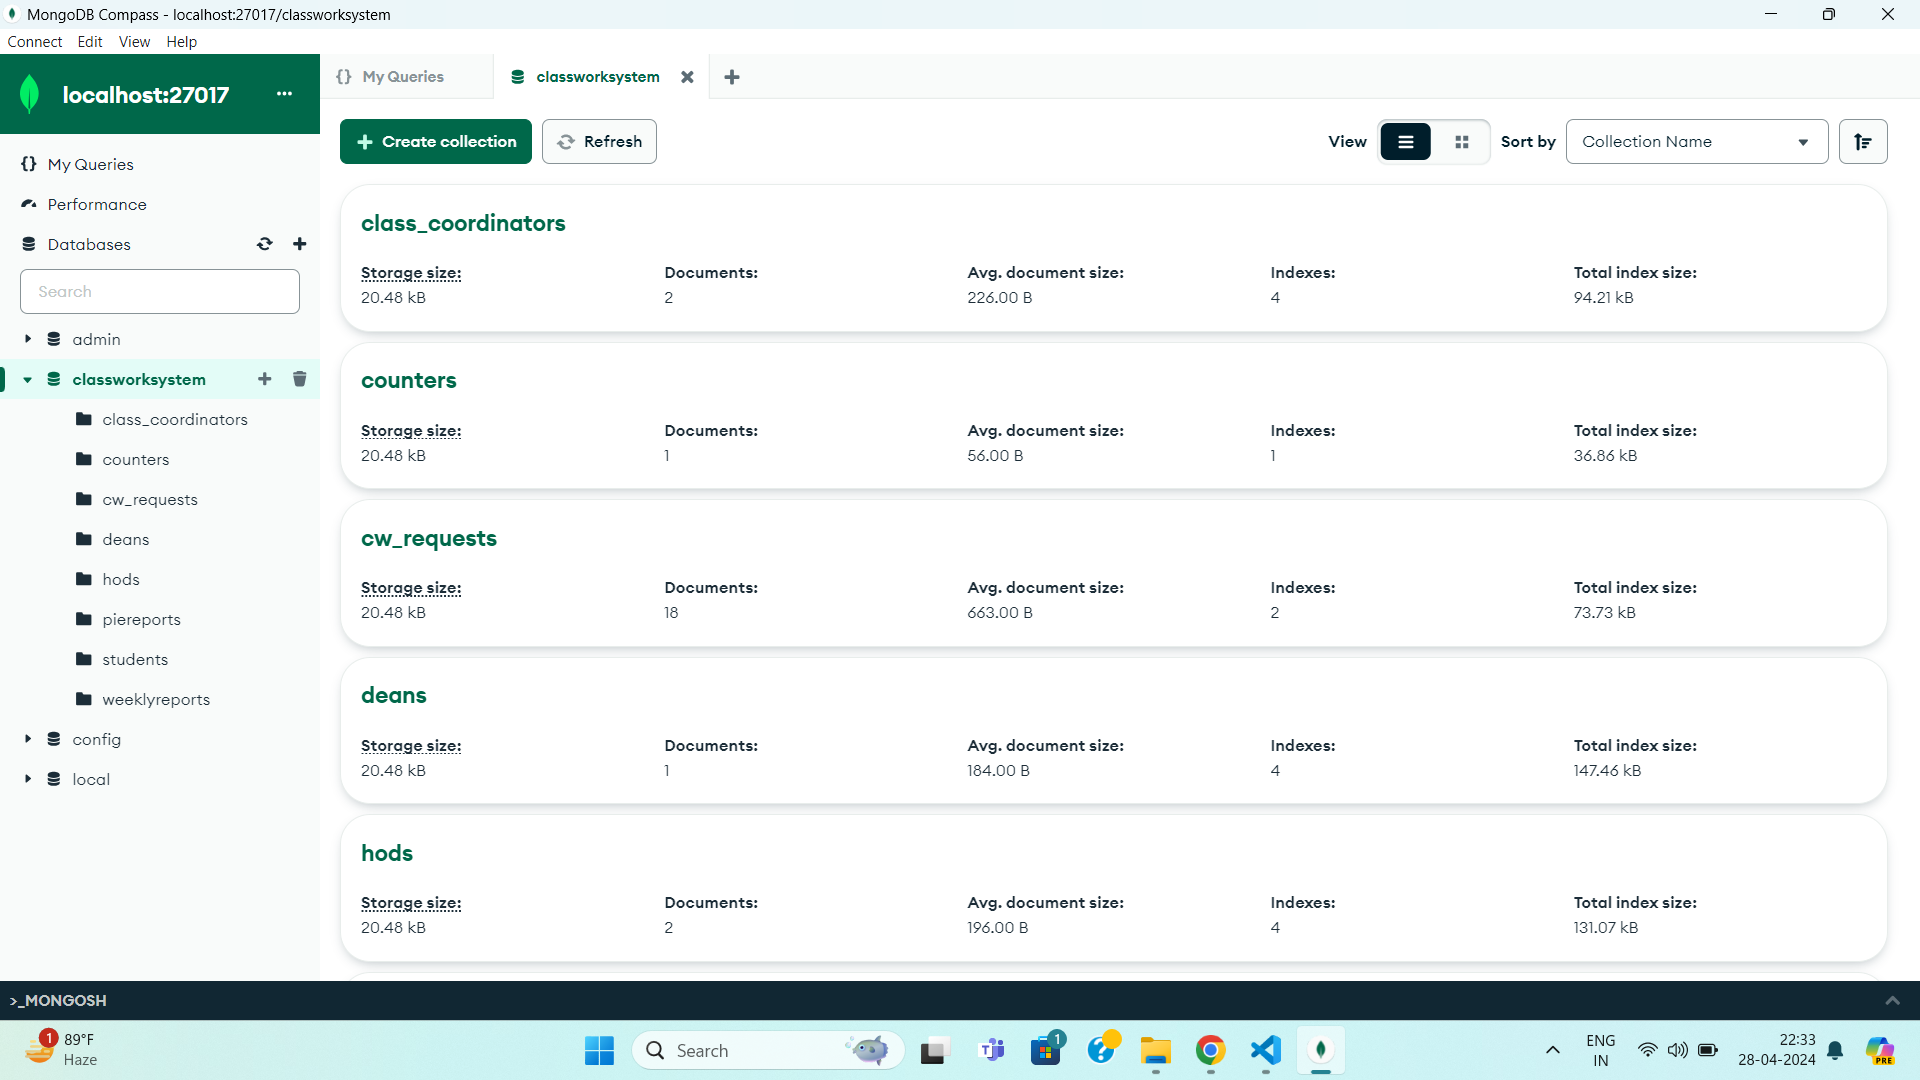 MongoDB Compass - localhost:27017/classworksystem
Connect Edit View Help
localhost:27017 ...
{} My Queries classworksystem
Create collection Refresh View Sort by Collection Name
{} My Queries
Performance
Databases
Search
admin
classworksystem
class_coordinators
counters
cw_requests
deans
hods
piereports
students
weeklyreports
config
local
class_coordinators
Storage size: Documents: Avg. document size: Indexes: Total index size:
20.48 kB 2 226.00 B 4 94.21 kB
counters
Storage size: Documents: Avg. document size: Indexes: Total index size:
20.48 kB 1 56.00 B 1 36.86 kB
cw_requests
Storage size: Documents: Avg. document size: Indexes: Total index size:
20.48 kB 18 663.00 B 2 73.73 kB
deans
Storage size: Documents: Avg. document size: Indexes: Total index size:
20.48 kB 1 184.00 B 4 147.46 kB
hods
Storage size: Documents: Avg. document size: Indexes: Total index size:
20.48 kB 2 196.00 B 4 131.07 kB
>_MONGOSH
1 89°F
Haze
Search
1
ENG
IN
22:33
28-04-2024
PRE